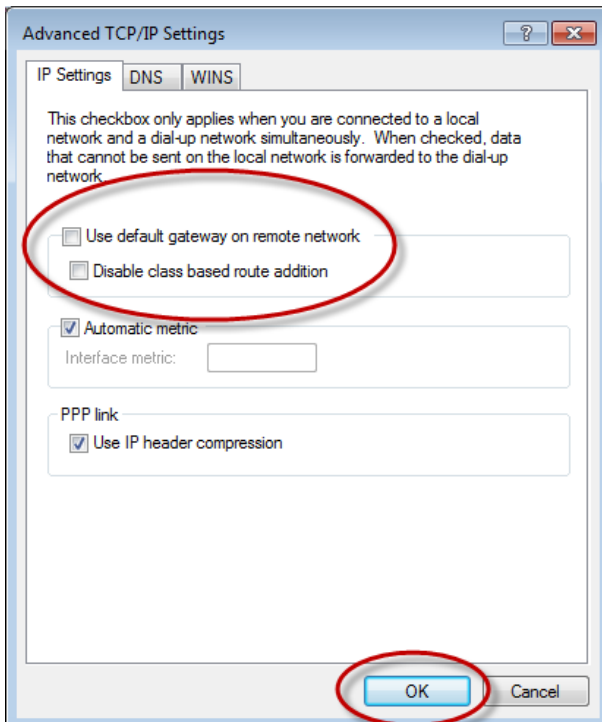 Advanced TCP/IP Settings
?
IP Settings DNS WINS
This checkbox only applies when you are connected to a local
network and a dial-up network simultaneously. When checked, data
that cannot be sent on the local network is forwarded to the dial-up
network.
Use default gateway on remote network
Disable class based route addition
Automatic metric
Interface metric:
PPP link
Use IP header compression
OK Cancel